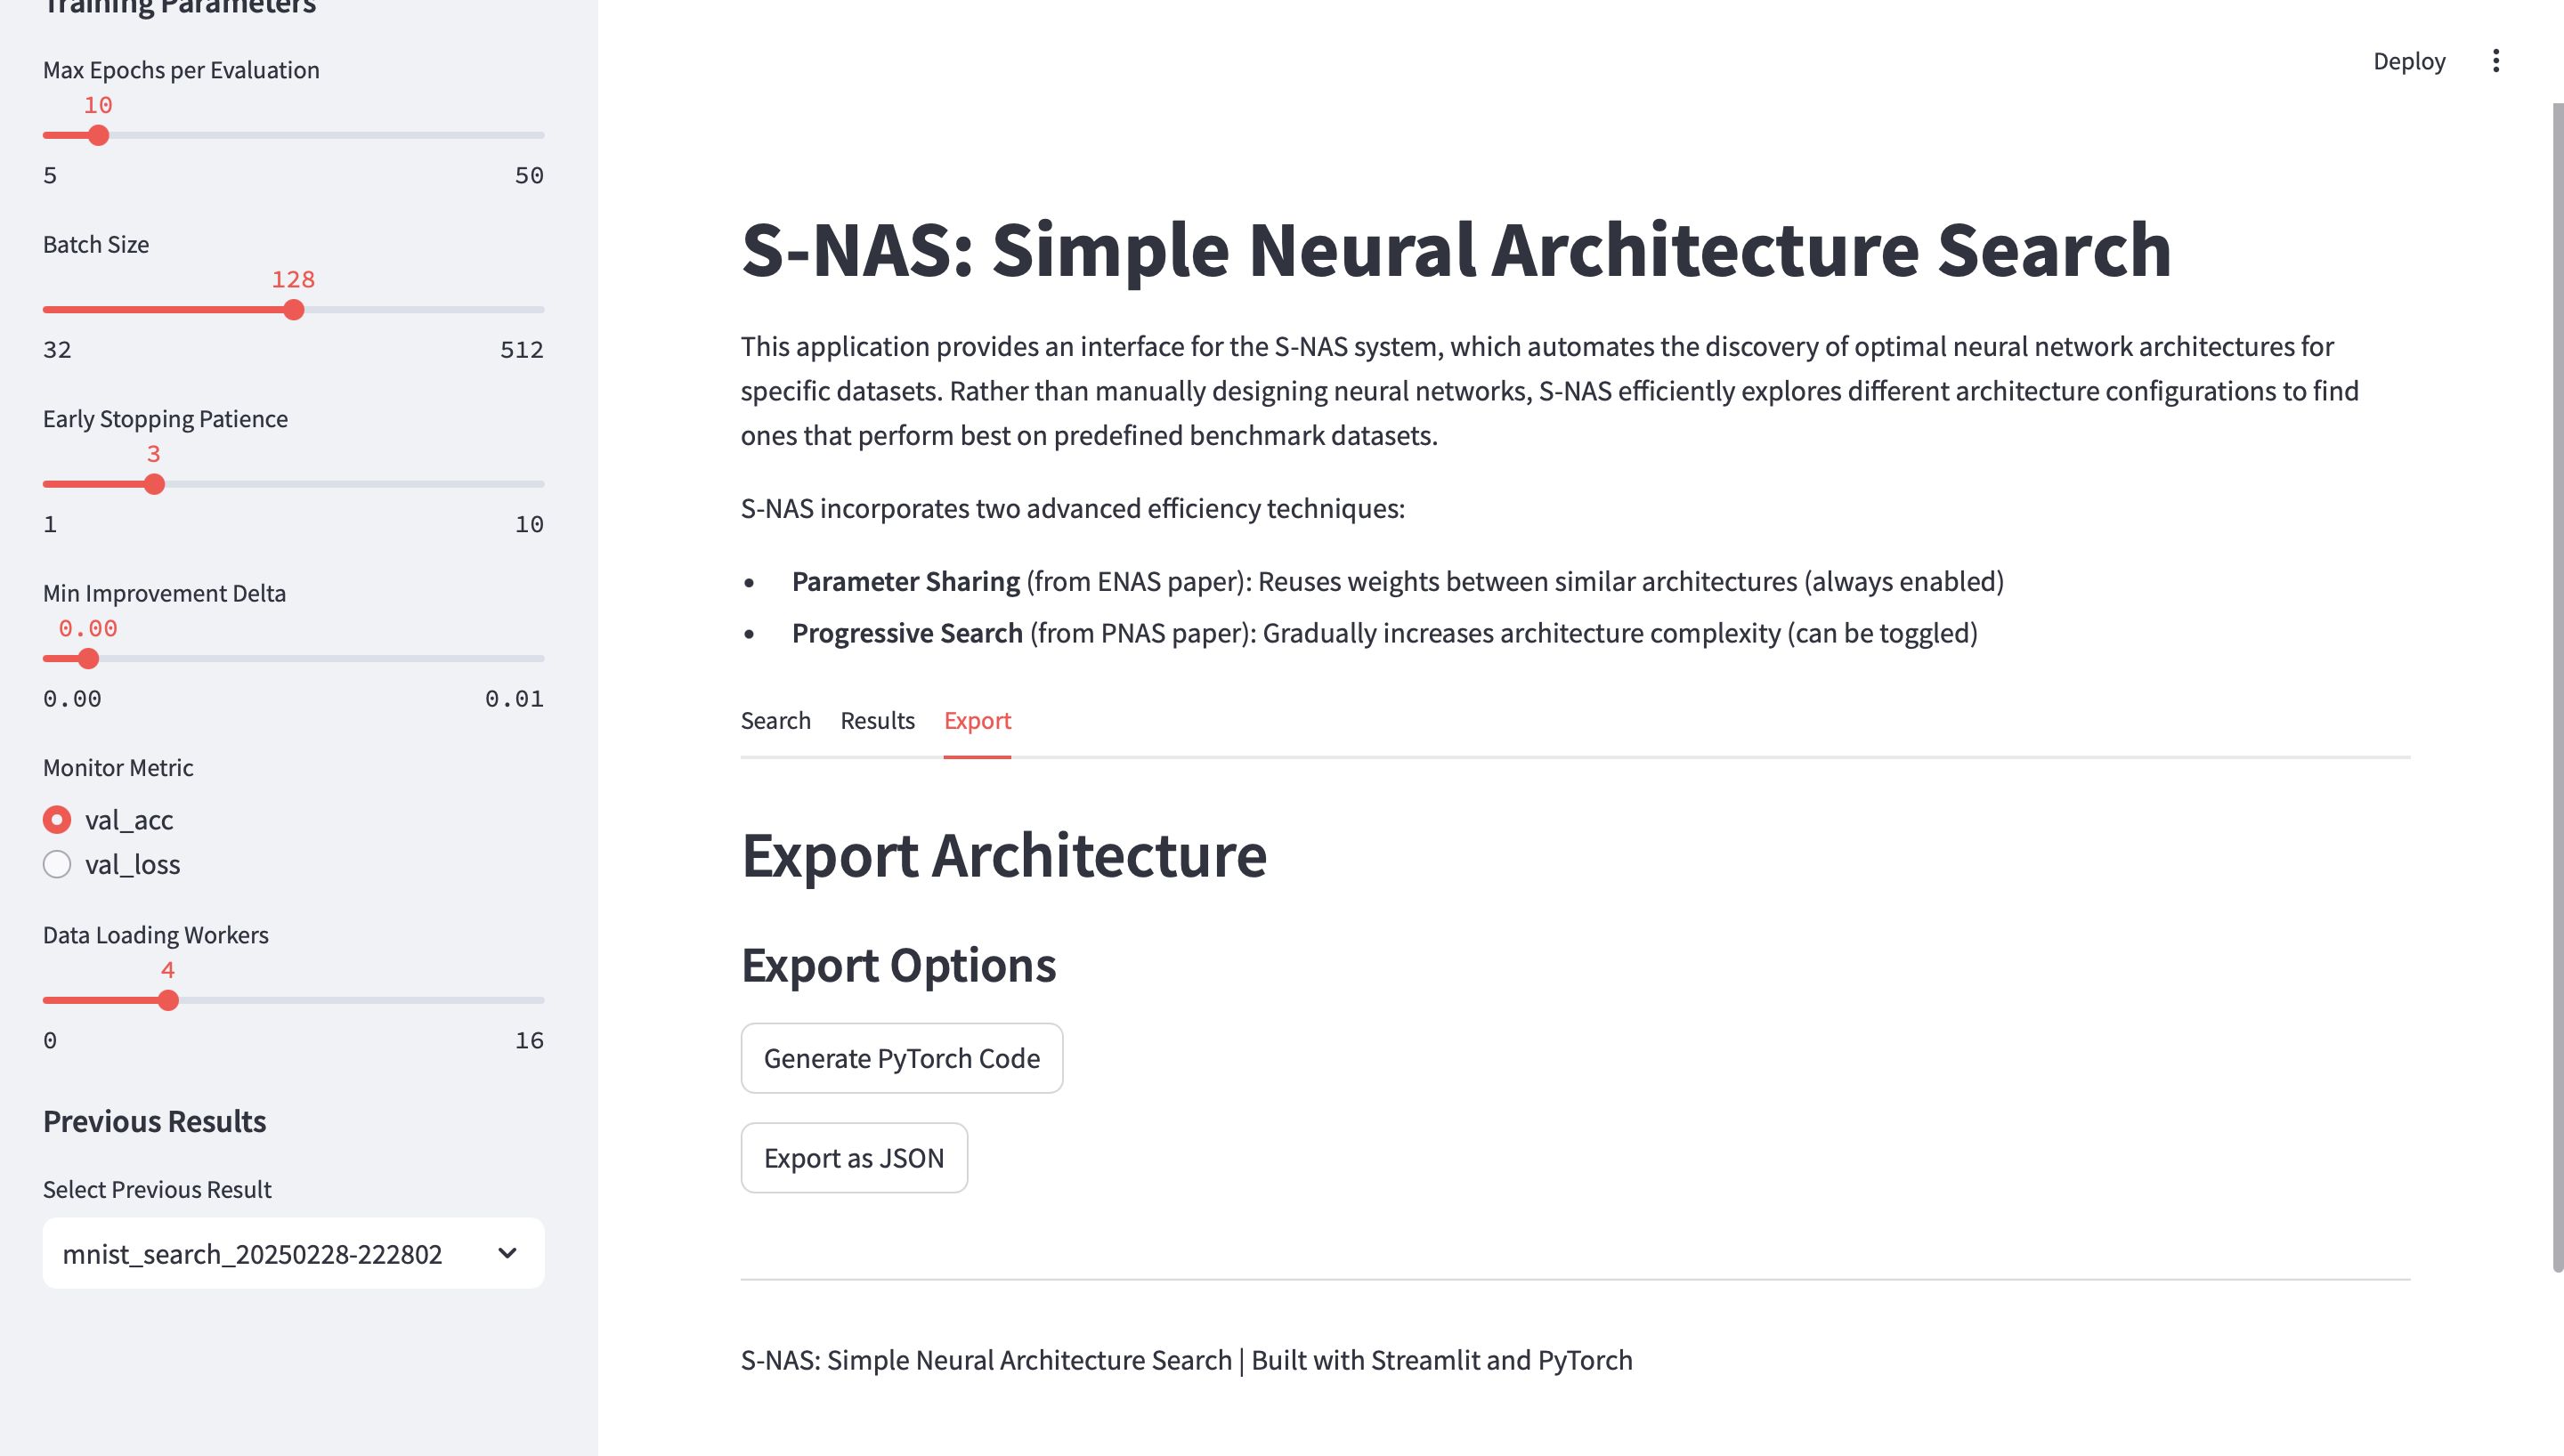 Training Parameters
Max Epochs per Evaluation
10
5 50
Batch Size
128
32 512
Early Stopping Patience
3
1 10
Min Improvement Delta
0.00
0.00 0.01
Monitor Metric
val_acc
val_loss
Data Loading Workers
4
0 16
Previous Results
Select Previous Result
mnist_search_20250228-222802
Deploy
S-NAS: Simple Neural Architecture Search
This application provides an interface for the S-NAS system, which automates the discovery of optimal neural network architectures for
specific datasets. Rather than manually designing neural networks, S-NAS efficiently explores different architecture configurations to find
ones that perform best on predefined benchmark datasets.
S-NAS incorporates two advanced efficiency techniques:
• Parameter Sharing (from ENAS paper): Reuses weights between similar architectures (always enabled)
• Progressive Search (from PNAS paper): Gradually increases architecture complexity (can be toggled)
Search Results Export
Export Architecture
Export Options
Generate PyTorch Code
Export as JSON
S-NAS: Simple Neural Architecture Search | Built with Streamlit and PyTorch